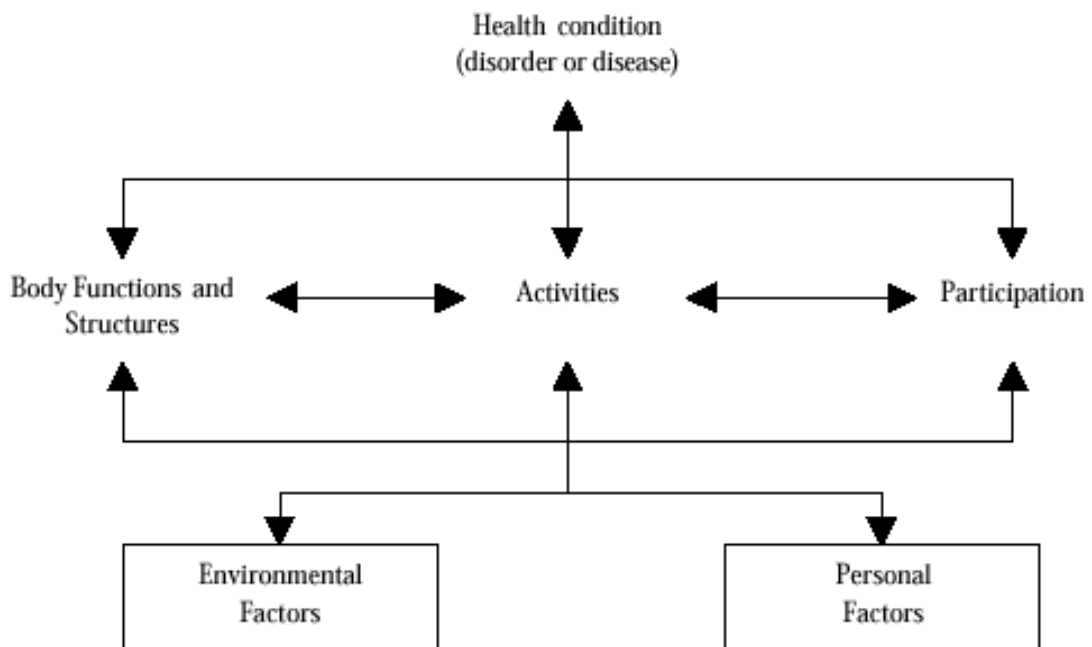 Health condition
(disorder or disease)
Body Functions and
Structures
Activities
Participation
Environmental
Factors
Personal
Factors